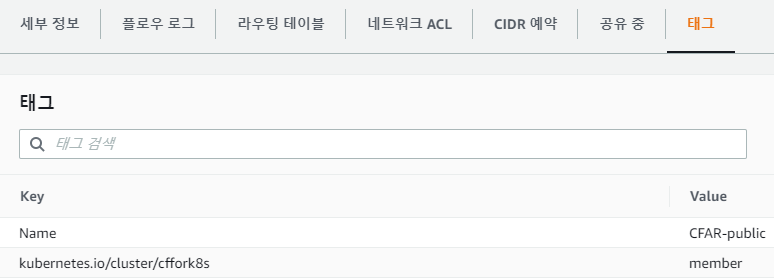 세부 정보 플로우 로그 라우팅 테이블 네트워크 ACL CIDR 예약 공유 중 태그
태그
태그 검색
Key Value
Name CFAR-public
kubernetes.io/cluster/cffork8s member